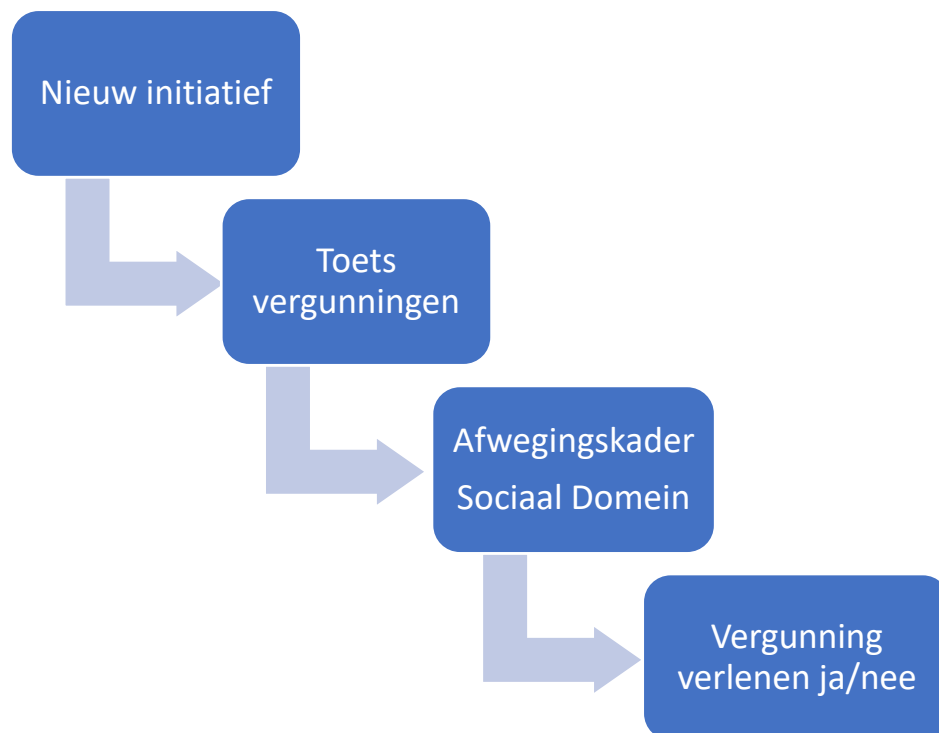 Nieuw initiatief
Toets
vergunningen
Afwegingskader
Sociaal Domein
Vergunning
verlenen ja/nee